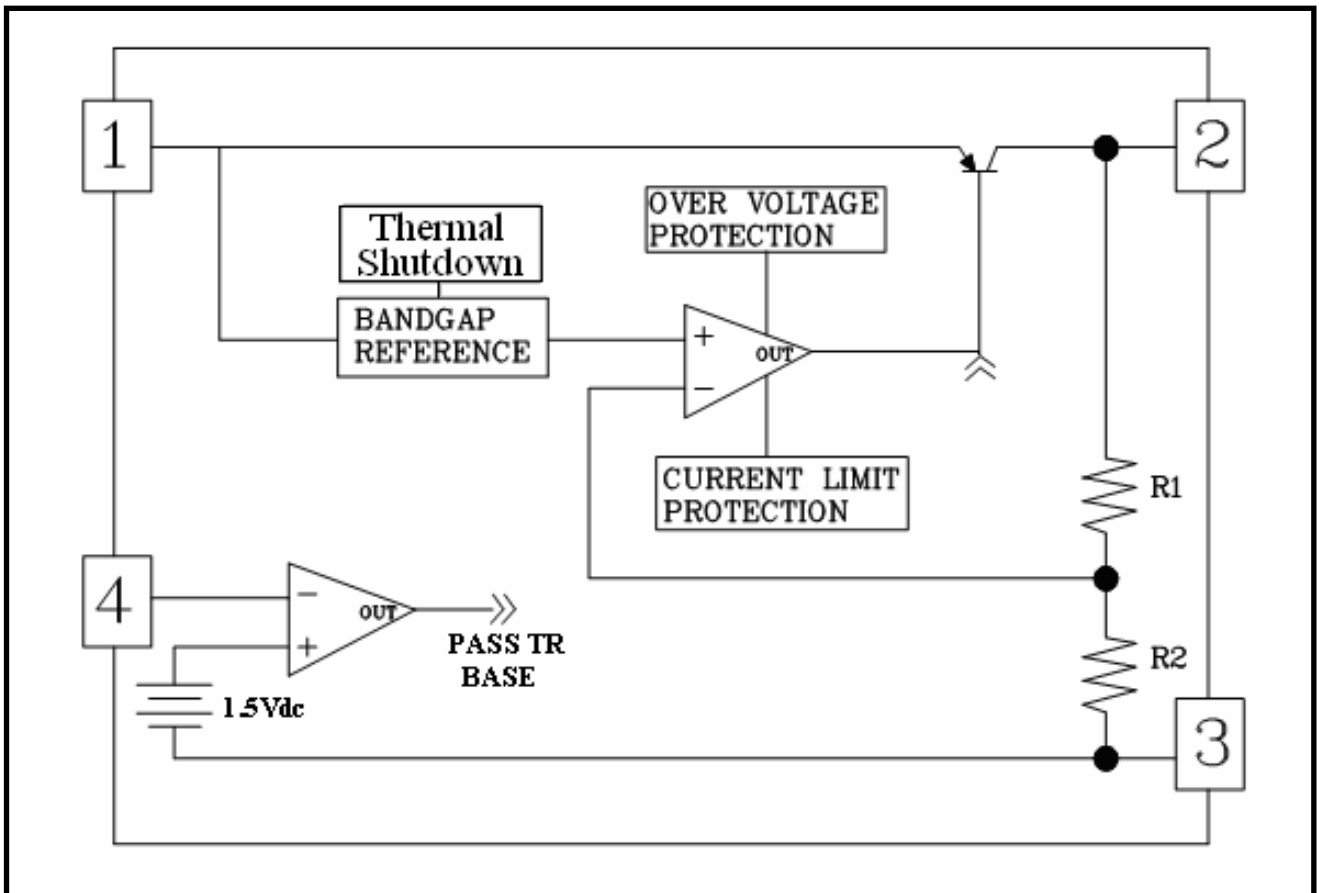 1
2
Thermal
Shutdown
OVER VOLTAGE
PROTECTION
BANDGAP
REFERENCE
+
OUT
−
CURRENT LIMIT
PROTECTION
R1
4
−
OUT
+
PASS TR
BASE
1.5Vdc
R2
3